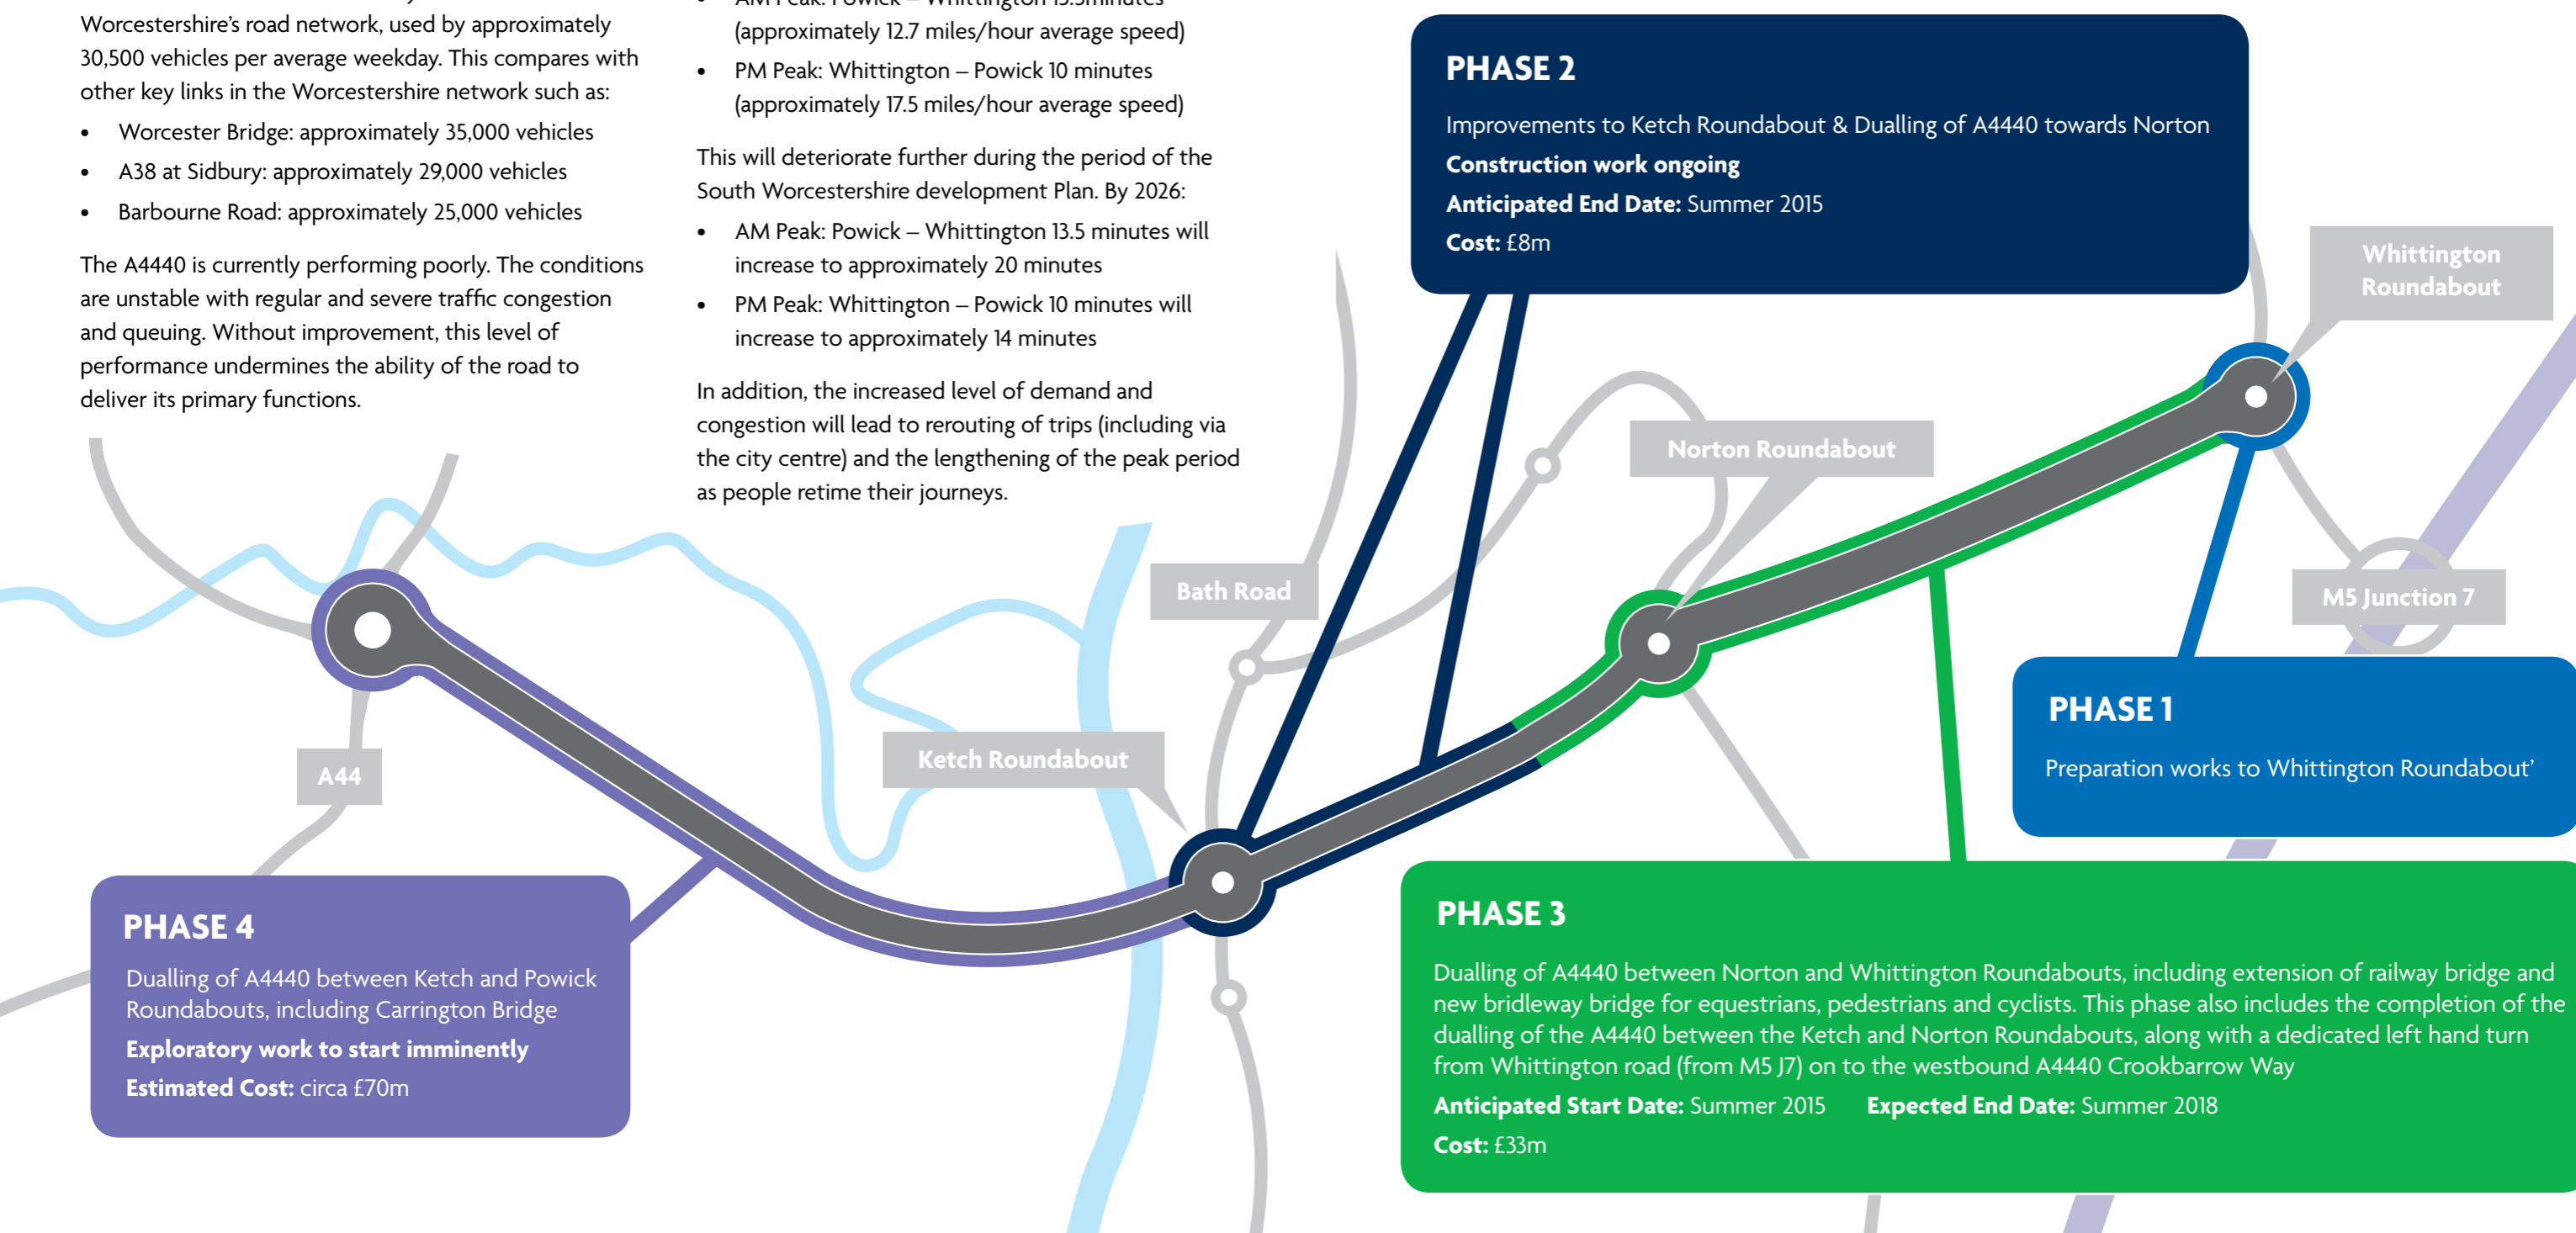 Worcestershire's road network, used by approximately
30,500 vehicles per average weekday. This compares with
other key links in the Worcestershire network such as:
• Worcester Bridge: approximately 35,000 vehicles
• A38 at Sidbury: approximately 29,000 vehicles
• Barbourne Road: approximately 25,000 vehicles
The A4440 is currently performing poorly. The conditions
are unstable with regular and severe traffic congestion
and queuing. Without improvement, this level of
performance undermines the ability of the road to
deliver its primary functions.
• AM Peak: Powick – Whittington 13.5minutes
(approximately 12.7 miles/hour average speed)
• PM Peak: Whittington – Powick 10 minutes
(approximately 17.5 miles/hour average speed)
This will deteriorate further during the period of the
South Worcestershire development Plan. By 2026:
• AM Peak: Powick – Whittington 13.5 minutes will
increase to approximately 20 minutes
• PM Peak: Whittington – Powick 10 minutes will
increase to approximately 14 minutes
In addition, the increased level of demand and
congestion will lead to rerouting of trips (including via
the city centre) and the lengthening of the peak period
as people retime their journeys.
PHASE 2
Improvements to Ketch Roundabout & Dualling of A4440 towards Norton
Construction work ongoing
Anticipated End Date: Summer 2015
Cost: £8m
Whittington
Roundabout
Norton Roundabout
Bath Road
M5 Junction 7
Ketch Roundabout
A44
PHASE 1
Preparation works to Whittington Roundabout'
PHASE 4
Dualling of A4440 between Ketch and Powick
Roundabouts, including Carrington Bridge
Exploratory work to start imminently
Estimated Cost: circa £70m
PHASE 3
Dualling of A4440 between Norton and Whittington Roundabouts, including extension of railway bridge and
new bridleway bridge for equestrians, pedestrians and cyclists. This phase also includes the completion of the
dualling of the A4440 between the Ketch and Norton Roundabouts, along with a dedicated left hand turn
from Whittington road (from M5 J7) on to the westbound A4440 Crookbarrow Way
Anticipated Start Date: Summer 2015 Expected End Date: Summer 2018
Cost: £33m